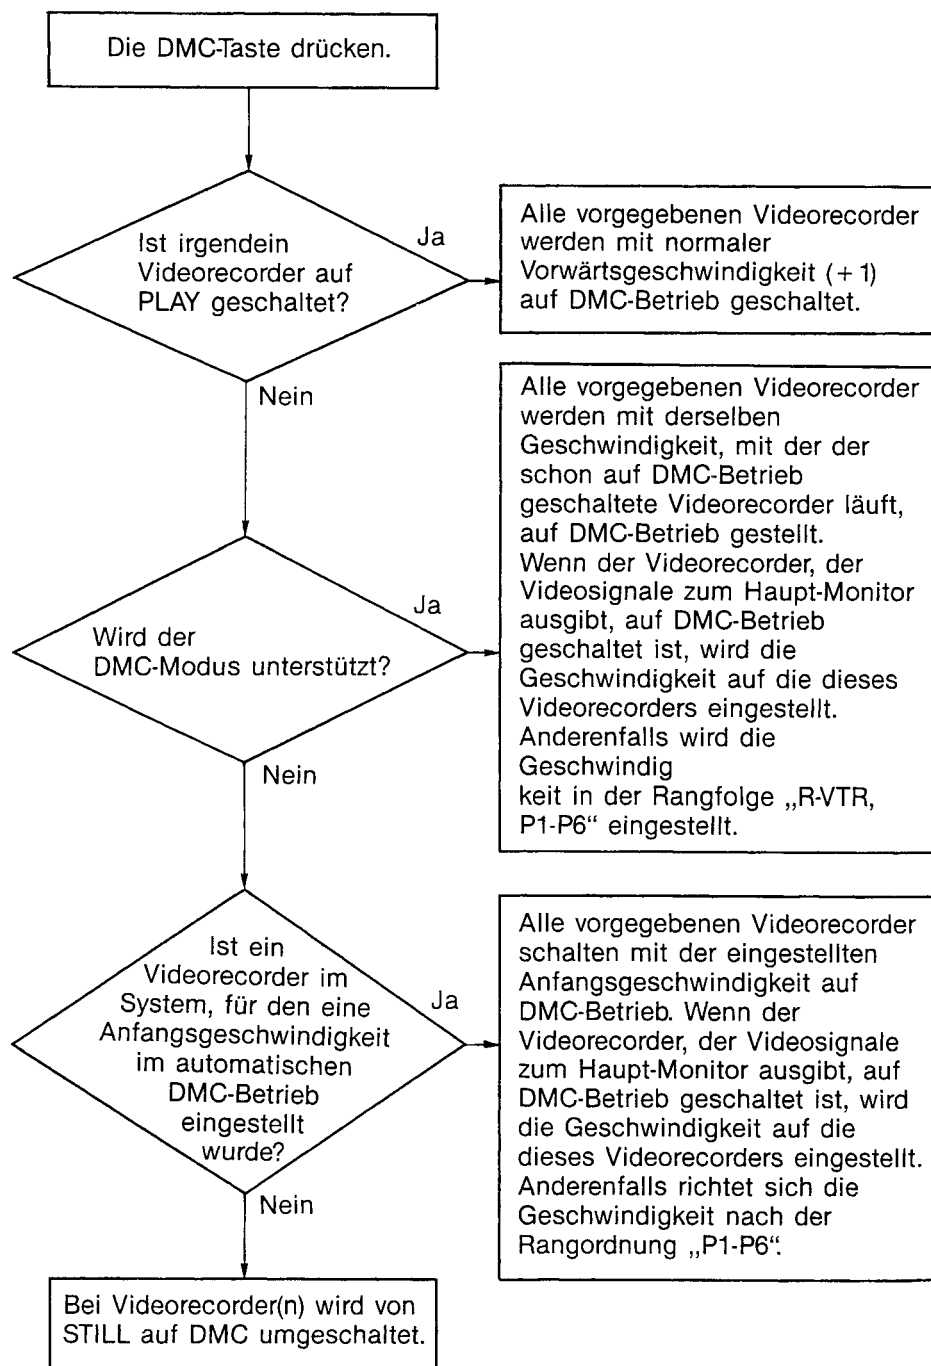 Die DMC-Taste drücken.
Ist irgendein
Videorecorder auf
PLAY geschaltet?
Ja
Alle vorgegebenen Videorecorder
werden mit normaler
Vorwärtsgeschwindigkeit (+ 1)
auf DMC-Betrieb geschaltet.
Nein
Wird der
DMC-Modus unterstützt?
Ja
Alle vorgegebenen Videorecorder
werden mit derselben
Geschwindigkeit, mit der der
schon auf DMC-Betrieb
geschaltete Videorecorder läuft,
auf DMC-Betrieb gestellt.
Wenn der Videorecorder, der
Videosignale zum Haupt-Monitor
ausgibt, auf DMC-Betrieb
geschaltet ist, wird die
Geschwindigkeit auf die dieses
Videorecorders eingestellt.
Anderenfalls wird die
Geschwindig
keit in der Rangfolge „R-VTR,
P1-P6“ eingestellt.
Nein
Ist ein
Videorecorder im
System, für den eine
Anfangsgeschwindigkeit
im automatischen
DMC-Betrieb
eingestellt
wurde?
Ja
Alle vorgegebenen Videorecorder
schalten mit der eingestellten
Anfangsgeschwindigkeit auf
DMC-Betrieb. Wenn der
Videorecorder, der Videosignale
zum Haupt-Monitor ausgibt, auf
DMC-Betrieb geschaltet ist, wird
die Geschwindigkeit auf die
dieses Videorecorders eingestellt.
Anderenfalls richtet sich die
Geschwindigkeit nach der
Rangordnung „P1-P6“.
Nein
Bei Videorecorder(n) wird von
STILL auf DMC umgeschaltet.